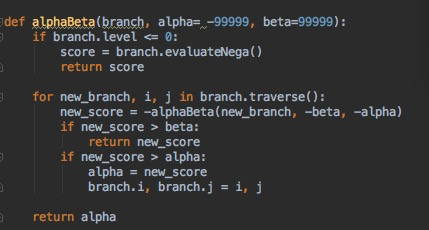 def alphaBeta(branch, alpha= -99999, beta=99999):
    if branch.level <= 0:
        score = branch.evaluateNega()
        return score

    for new_branch, i, j in branch.traverse():
        new_score = -alphaBeta(new_branch, -beta, -alpha)
        if new_score > beta:
            return new_score
        if new_score > alpha:
            alpha = new_score
            branch.i, branch.j = i, j

    return alpha